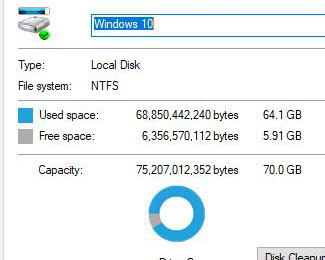 Windows 10
Type: Local Disk
File system: NTFS
Used space: 68,850,442,240 bytes 64.1 GB
Free space: 6,356,570,112 bytes 5.91 GB
Capacity: 75,207,012,352 bytes 70.0 GB
Disk Cleanup